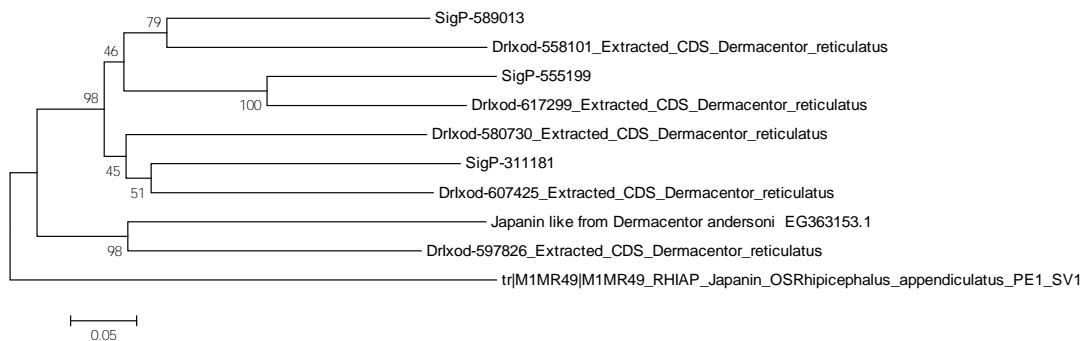 SigP-589013
79
DrIxod-558101_Extracted_CDS_Dermacentor_reticulatus
46
SigP-555199
98
100
DrIxod-617299_Extracted_CDS_Dermacentor_reticulatus
DrIxod-580730_Extracted_CDS_Dermacentor_reticulatus
SigP-311181
45
51
DrIxod-607425_Extracted_CDS_Dermacentor_reticulatus
Japanin like from Dermacentor andersoni EG363153.1
98
DrIxod-597826_Extracted_CDS_Dermacentor_reticulatus
tr|M1MR49|M1MR49_RHIAP_Japanin_OSRhipicephalus_appendiculatus_PE1_SV1
0.05